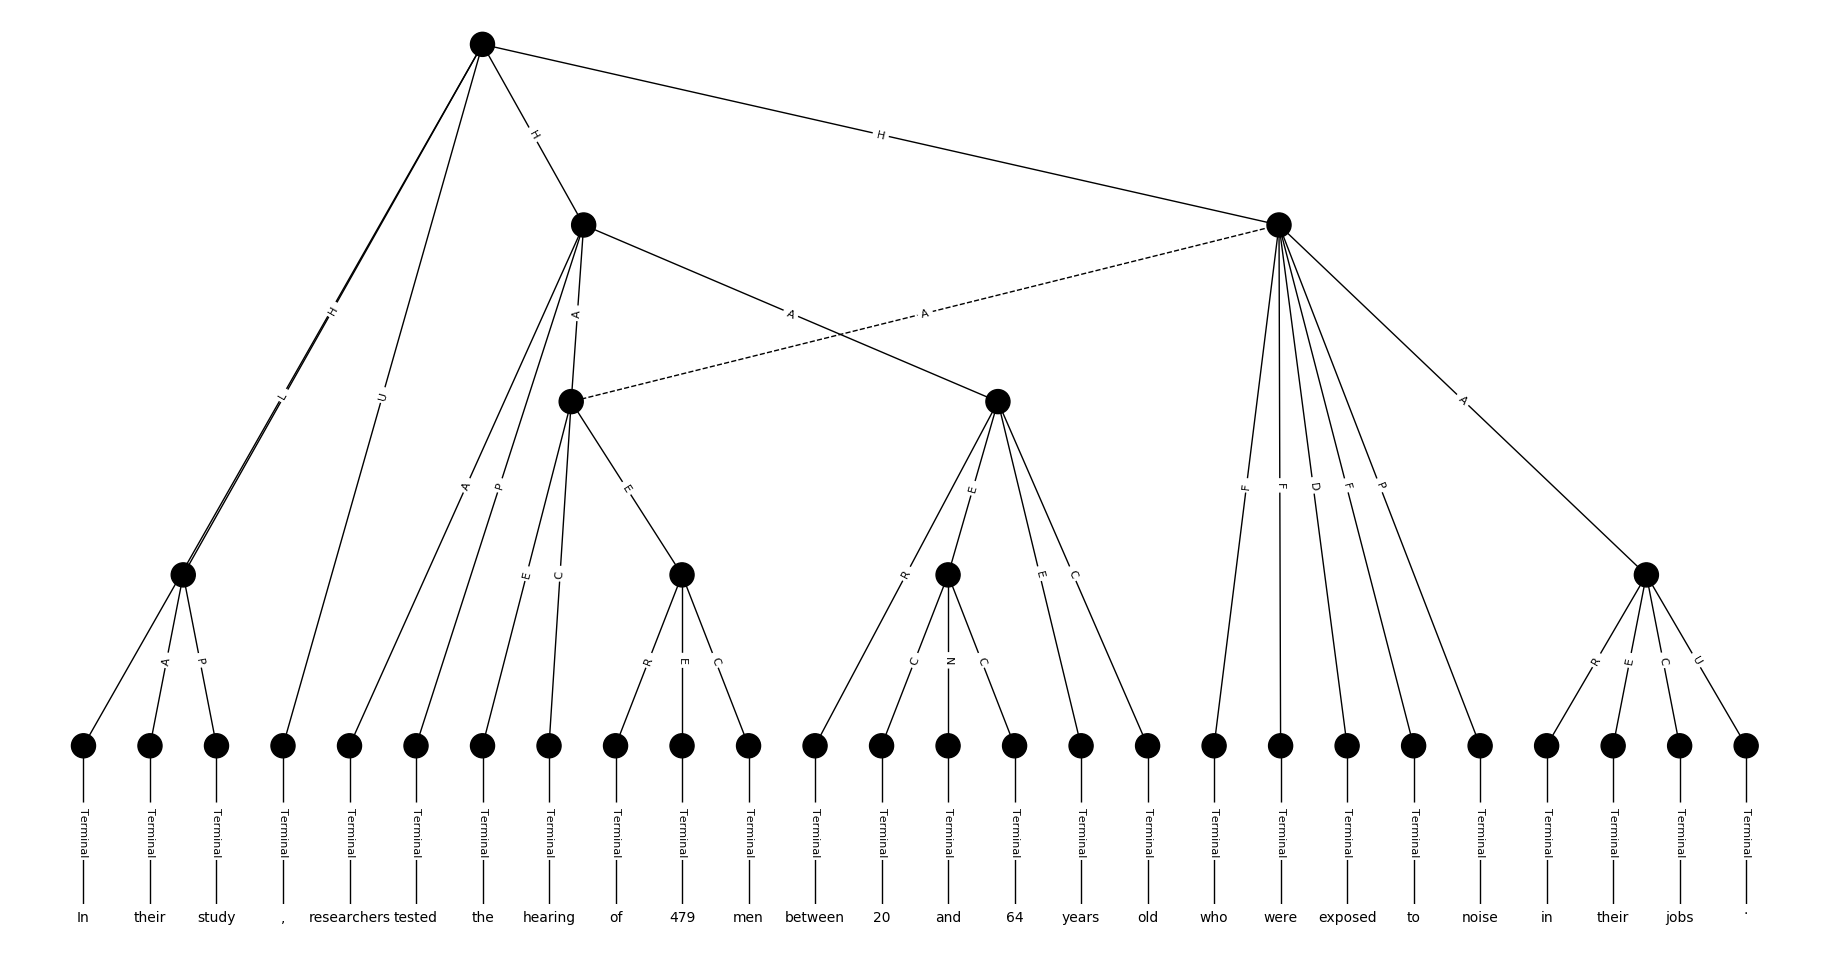 H
H
H
A
A
A
L
U
A
A
P
E
E
F
F
D
F
P
R
E
C
E
C
A
P
R
E
C
C
N
C
R
E
C
U
Terminal Terminal Terminal Terminal Terminal Terminal Terminal Terminal Terminal Terminal Terminal Terminal Terminal Terminal Terminal Terminal Terminal Terminal Terminal Terminal Terminal Terminal Terminal Terminal Terminal Terminal
In their study , researchers tested the hearing of 479 men between 20 and 64 years old who were exposed to noise in their jobs .